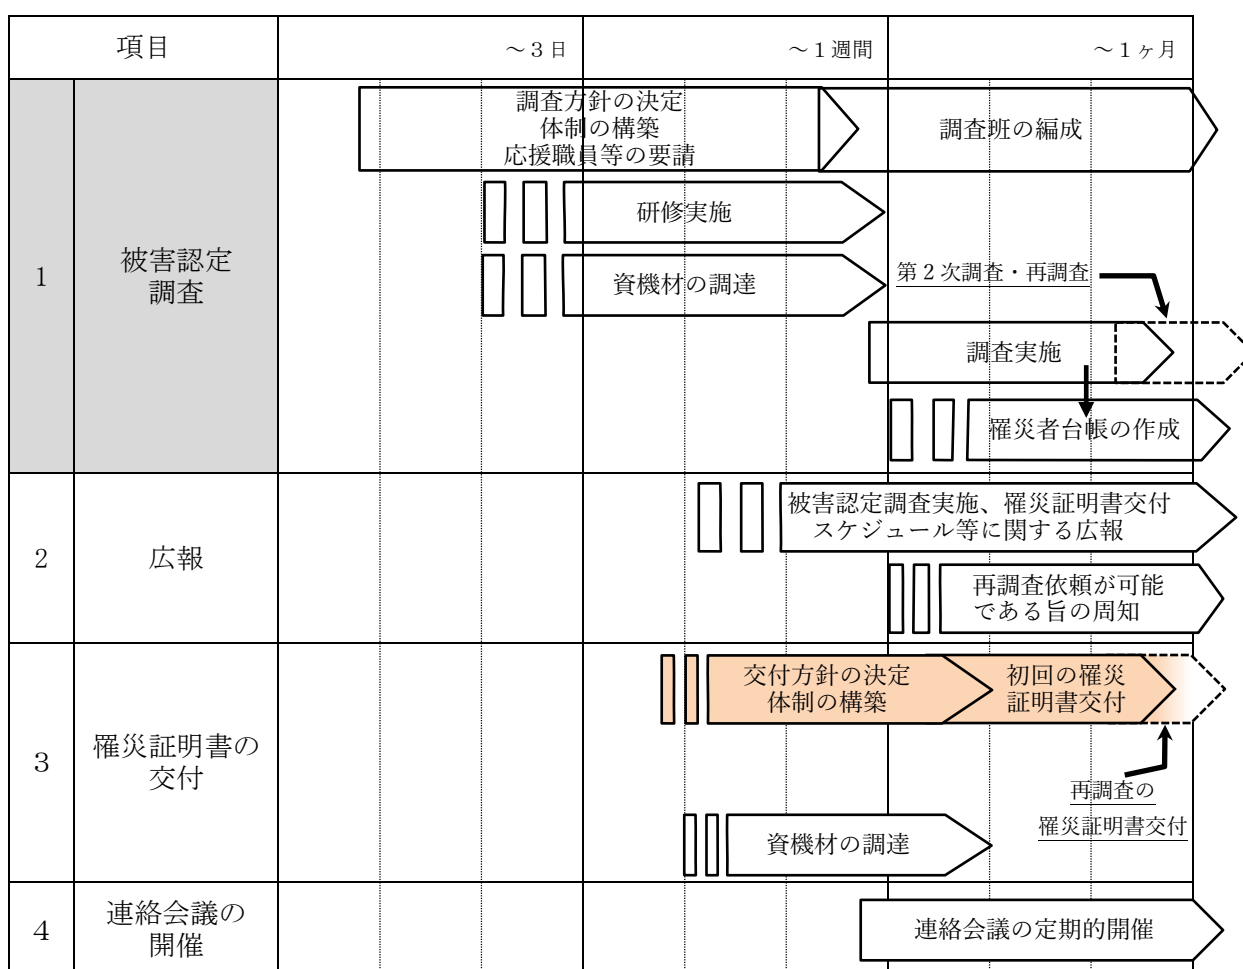 項目
～3日
～1週間
～1ヶ月
1
被害認定
調査
調査方針の決定
体制の構築
応援職員等の要請
調査班の編成
研修実施
資機材の調達
第2次調査・再調査
調査実施
罹災者台帳の作成
2
広報
被害認定調査実施、罹災証明書交付
スケジュール等に関する広報
再調査依頼が可能
である旨の周知
3
罹災証明書の
交付
交付方針の決定
体制の構築
初回の罹災
証明書交付
再調査の
罹災証明書交付
資機材の調達
4
連絡会議の
開催
連絡会議の定期的開催